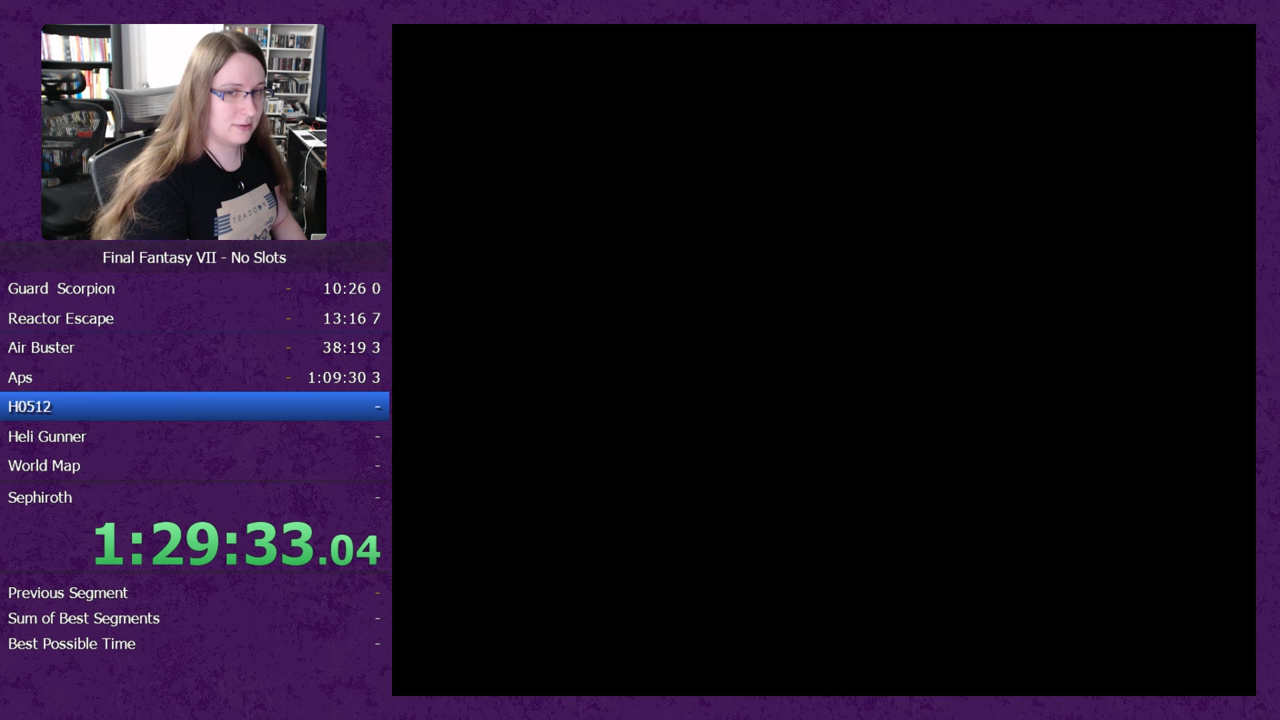 PODCAST
Final Fantasy VII - No Slots
Guard Scorpion - 10:26 0
Reactor Escape - 13:16 7
Air Buster - 38:19 3
Aps - 1:09:30 3
H0512 -
Heli Gunner -
World Map -
Sephiroth -
1:29:33.04
Previous Segment -
Sum of Best Segments -
Best Possible Time -